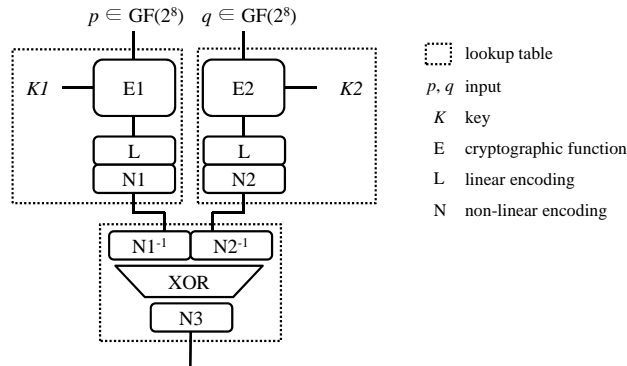 p ∈ GF(2⁸) q ∈ GF(2⁸)
K1 E1 E2 K2
L L
N1 N2
N1⁻¹ N2⁻¹
XOR
N3
lookup table
p, q input
K key
E cryptographic function
L linear encoding
N non-linear encoding